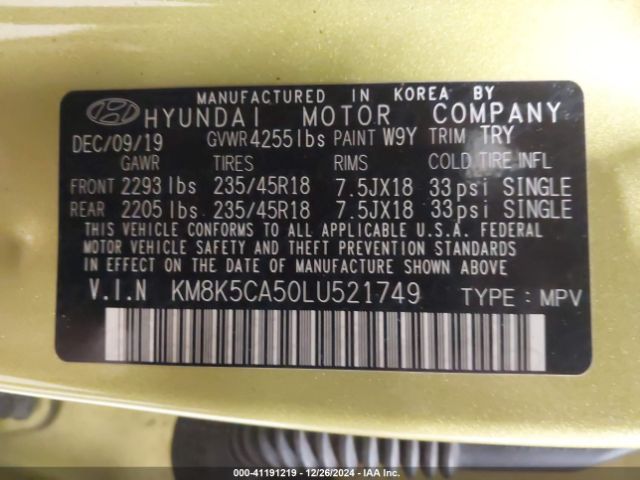 MANUFACTURED IN KOREA BY
HYUNDAI MOTOR COMPANY
DEC/09/19 GVWR 4255lbs PAINT W9Y TRIM TRY
GAWR TIRES RIMS COLD TIRE INFL
FRONT 2293 lbs 235/45R18 7.5JX18 33psi SINGLE
REAR 2205 lbs 235/45R18 7.5JX18 33psi SINGLE
THIS VEHICLE CONFORMS TO ALL APPLICABLE U.S.A. FEDERAL
MOTOR VEHICLE SAFETY AND THEFT PREVENTION STANDARDS
IN EFFECT ON THE DATE OF MANUFACTURE SHOWN ABOVE.
V.I.N KM8K5CA50LU521749 TYPE : MPV
000-41191219 - 12/26/2024 - IAA Inc.